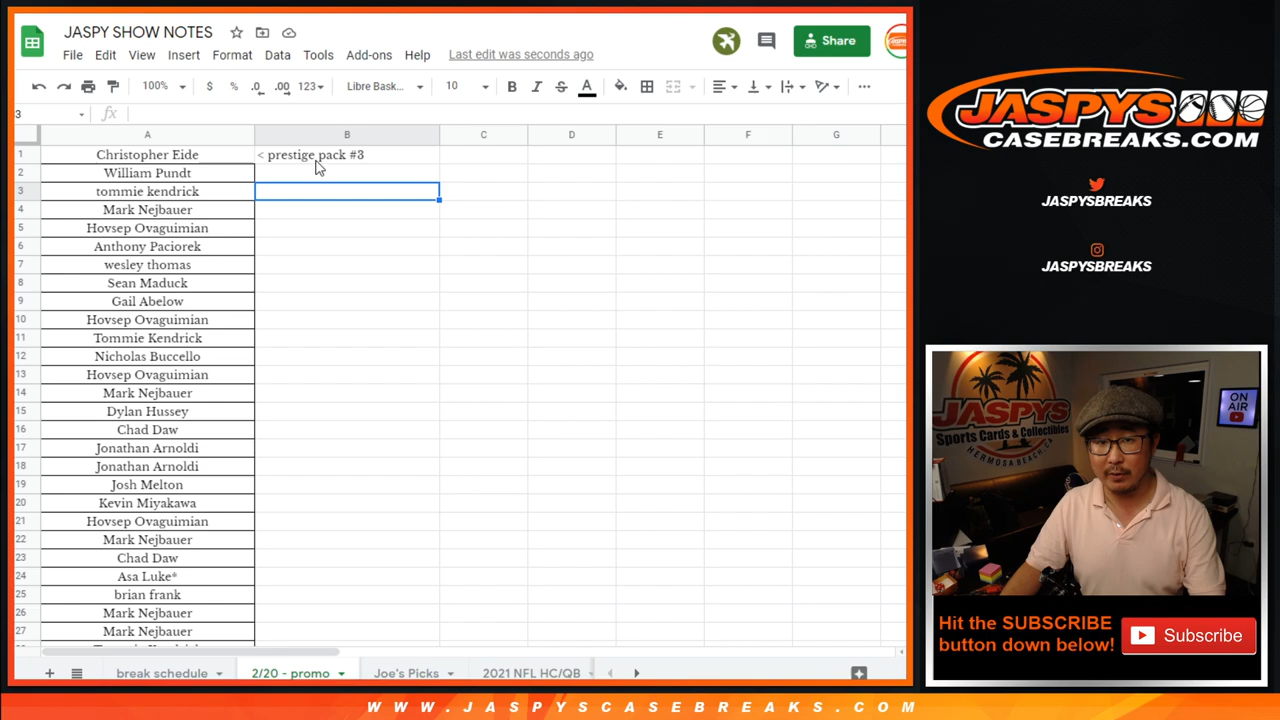 JASPY SHOW NOTES
File Edit View Insert Format Data Tools Add-ons Help Last edit was seconds ago
Share
100% $ % .0 .00 123 Libre Bask... 10 B I S A
3 fx
A B C D E F G
1 Christopher Eide < prestige pack #3
2 William Pundt
3 tommie kendrick
4 Mark Nejbauer
5 Hovsep Ovaguimian
6 Anthony Paciorek
7 wesley thomas
8 Sean Maduck
9 Gail Abelow
10 Hovsep Ovaguimian
11 Tommie Kendrick
12 Nicholas Buccello
13 Hovsep Ovaguimian
14 Mark Nejbauer
15 Dylan Hussey
16 Chad Daw
17 Jonathan Arnoldi
18 Jonathan Arnoldi
19 Josh Melton
20 Kevin Miyakawa
21 Hovsep Ovaguimian
22 Mark Nejbauer
23 Chad Daw
24 Asa Luke*
25 brian frank
26 Mark Nejbauer
27 Mark Nejbauer
break schedule 2/20 - promo Joe's Picks 2021 NFL HC/QB
JASPYS
CASEBREAKS.COM
JASPYSBREAKS
JASPYSBREAKS
JASPYS
Sports Cards & Collectibles
HERMOSA BEACH, CA
ON
AIR
Hit the SUBSCRIBE
button down below!
Subscribe
WWW.JASPYSCASEBREAKS.COM